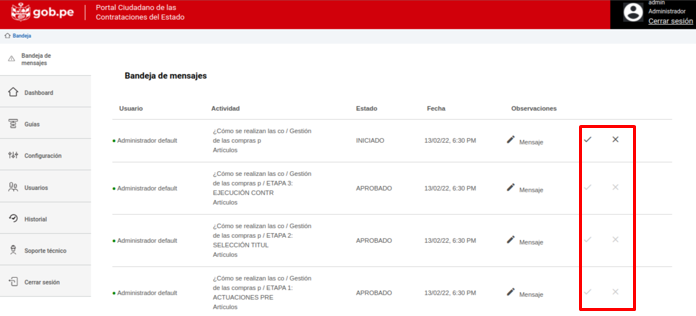 gob.pe
Portal Ciudadano de las
Contrataciones del Estado
admin
Administrador
Cerrar sesión
Bandeja
Bandeja de
mensajes
Dashboard
Guías
Configuración
Usuarios
Historial
Soporte técnico
Cerrar sesión
Bandeja de mensajes
Usuario Actividad Estado Fecha Observaciones
Administrador default
¿Cómo se realizan las co / Gestión
de las compras p
Artículos
INICIADO 13/02/22, 6:30 PM Mensaje
Administrador default
¿Cómo se realizan las co / Gestión
de las compras p / ETAPA 3:
EJECUCIÓN CONTR
Artículos
APROBADO 13/02/22, 6:30 PM Mensaje
Administrador default
¿Cómo se realizan las co / Gestión
de las compras p / ETAPA 2:
SELECCIÓN TITUL
Artículos
APROBADO 13/02/22, 6:30 PM Mensaje
Administrador default
¿Cómo se realizan las co / Gestión
de las compras p / ETAPA 1:
ACTUACIONES PRE
Artículos
APROBADO 13/02/22, 6:30 PM Mensaje